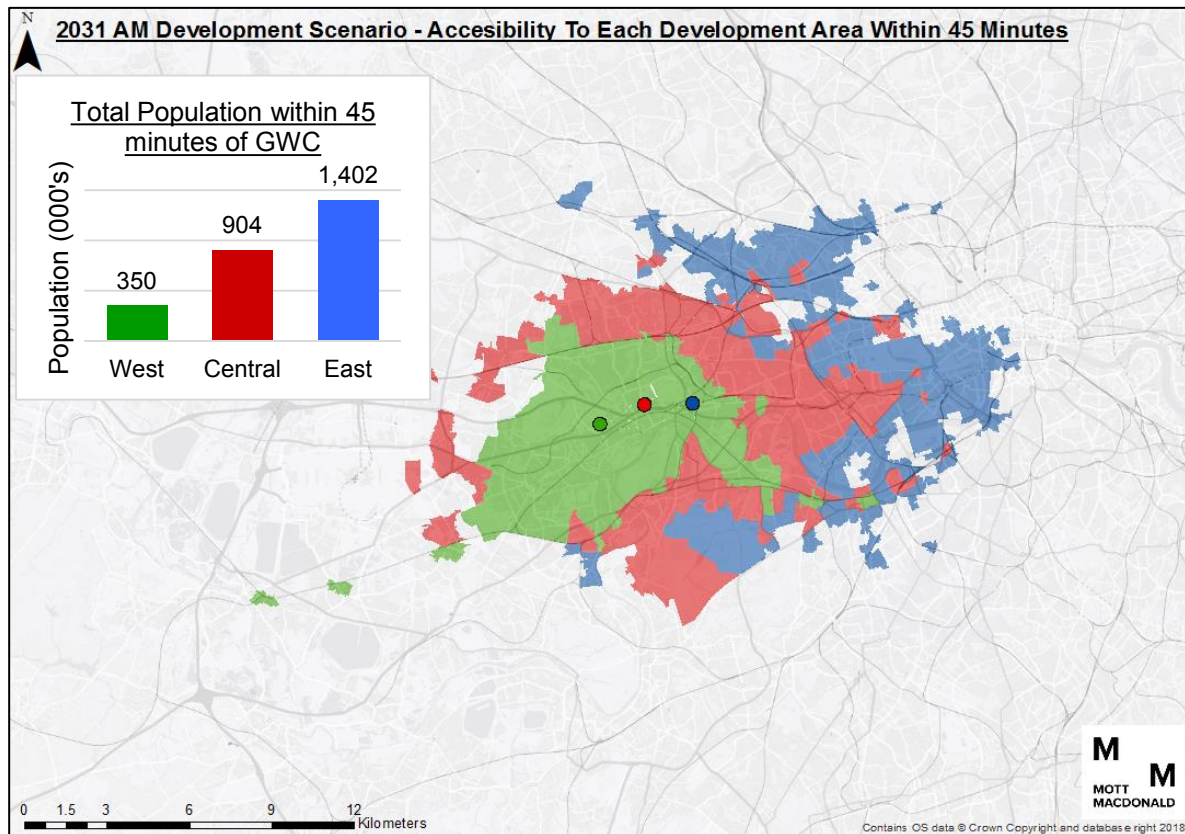 N
2031 AM Development Scenario - Accesibility To Each Development Area Within 45 Minutes
Total Population within 45
minutes of GWC
Population (000's)
350
904
1,402
West
Central
East
0 1.5 3 6 9 12
Kilometers
M
M
MOTT
MACDONALD
Contains OS data © Crown Copyright and database right 2018